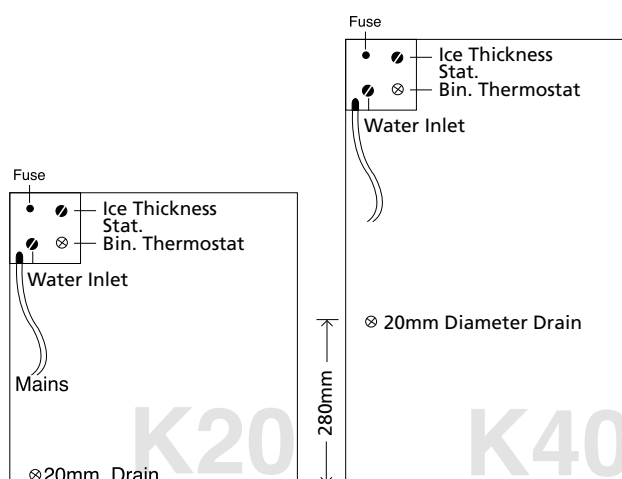 Fuse
Ice Thickness
Stat.
Bin. Thermostat
Water Inlet
Mains
K20
20mm Drain
Fuse
Ice Thickness
Stat.
Bin. Thermostat
Water Inlet
20mm Diameter Drain
280mm
K40